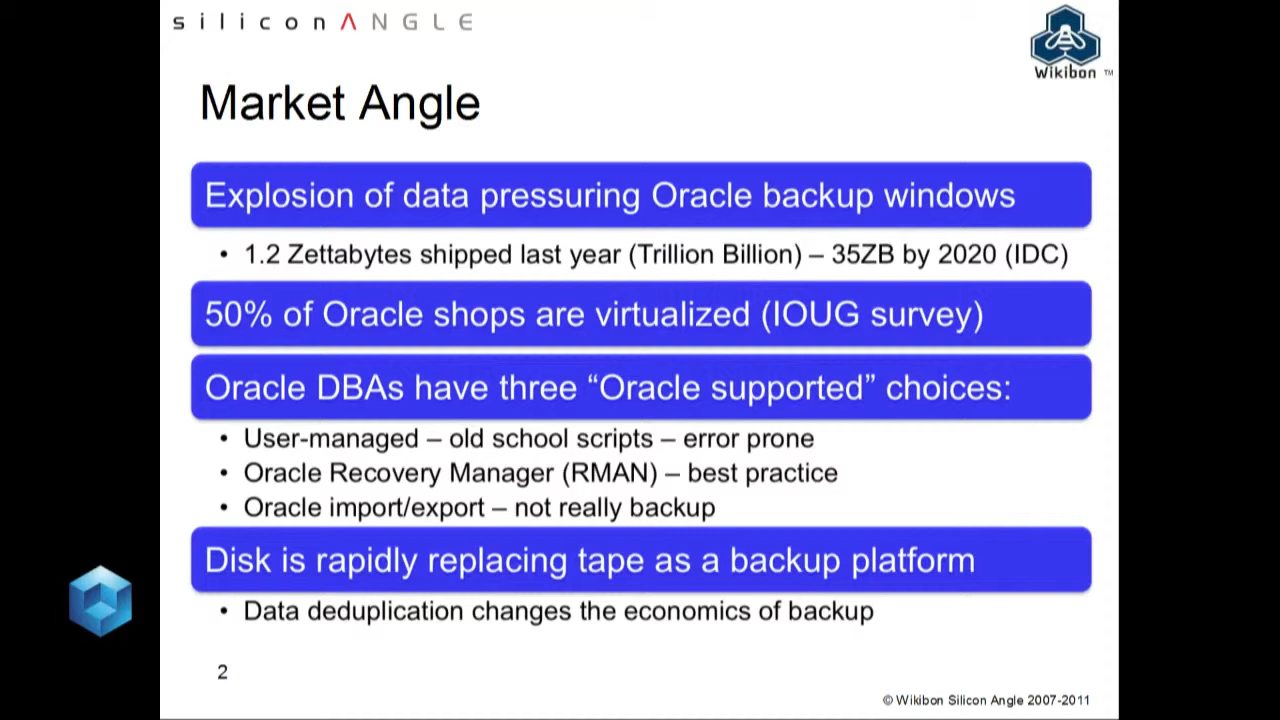 siliconANGLE
Wikibon TM
Market Angle
Explosion of data pressuring Oracle backup windows
• 1.2 Zettabytes shipped last year (Trillion Billion) – 35ZB by 2020 (IDC)
50% of Oracle shops are virtualized (IOUG survey)
Oracle DBAs have three “Oracle supported” choices:
• User-managed – old school scripts – error prone
• Oracle Recovery Manager (RMAN) – best practice
• Oracle import/export – not really backup
Disk is rapidly replacing tape as a backup platform
• Data deduplication changes the economics of backup
2
© Wikibon Silicon Angle 2007-2011